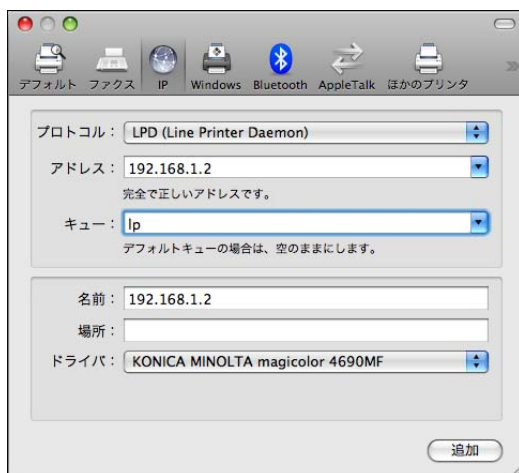 デフォルト ファクス IP Windows Bluetooth AppleTalk ほかのプリンタ
プロトコル： LPD (Line Printer Daemon)
アドレス： 192.168.1.2
完全で正しいアドレスです。
キュー： lp
デフォルトキューの場合は、空のままにします。
名前： 192.168.1.2
場所：
ドライバ： KONICA MINOLTA magicolor 4690MF
追加